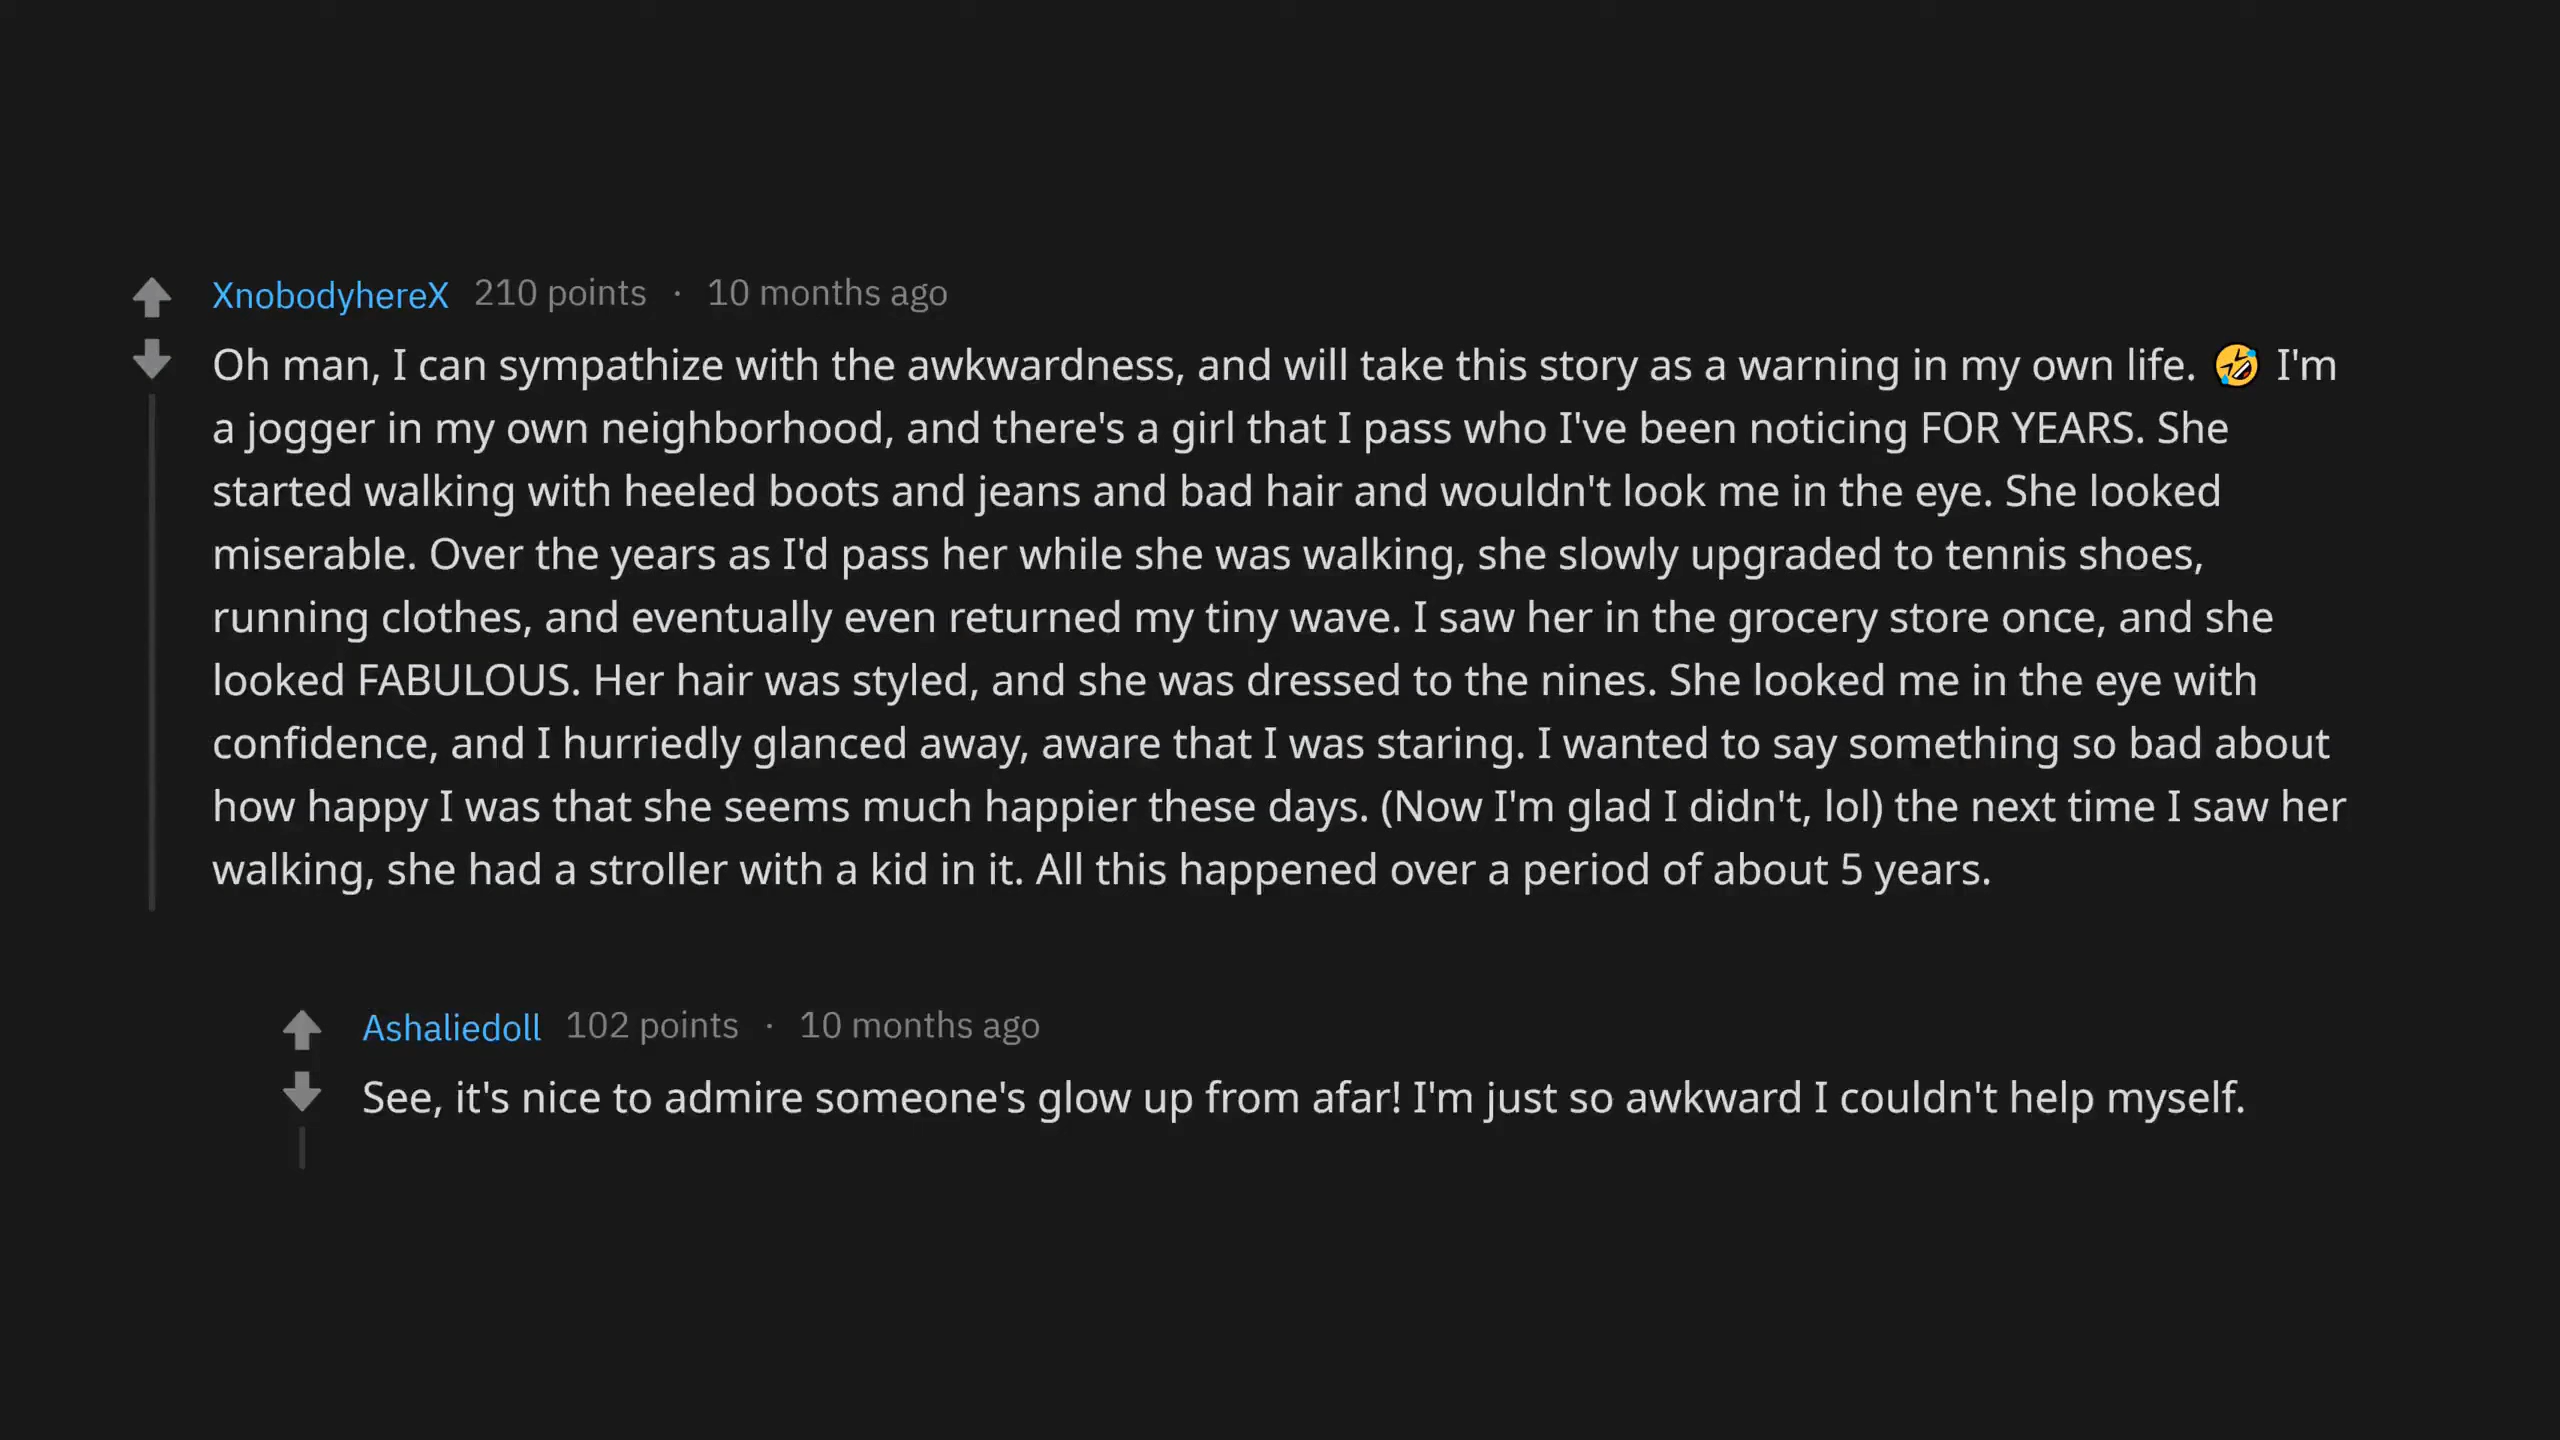 XnobodyhereX 210 points · 10 months ago
Oh man, I can sympathize with the awkwardness, and will take this story as a warning in my own life. 🤣 I'm
a jogger in my own neighborhood, and there's a girl that I pass who I've been noticing FOR YEARS. She
started walking with heeled boots and jeans and bad hair and wouldn't look me in the eye. She looked
miserable. Over the years as I'd pass her while she was walking, she slowly upgraded to tennis shoes,
running clothes, and eventually even returned my tiny wave. I saw her in the grocery store once, and she
looked FABULOUS. Her hair was styled, and she was dressed to the nines. She looked me in the eye with
confidence, and I hurriedly glanced away, aware that I was staring. I wanted to say something so bad about
how happy I was that she seems much happier these days. (Now I'm glad I didn't, lol) the next time I saw her
walking, she had a stroller with a kid in it. All this happened over a period of about 5 years.
Ashaliedoll 102 points · 10 months ago
See, it's nice to admire someone's glow up from afar! I'm just so awkward I couldn't help myself.